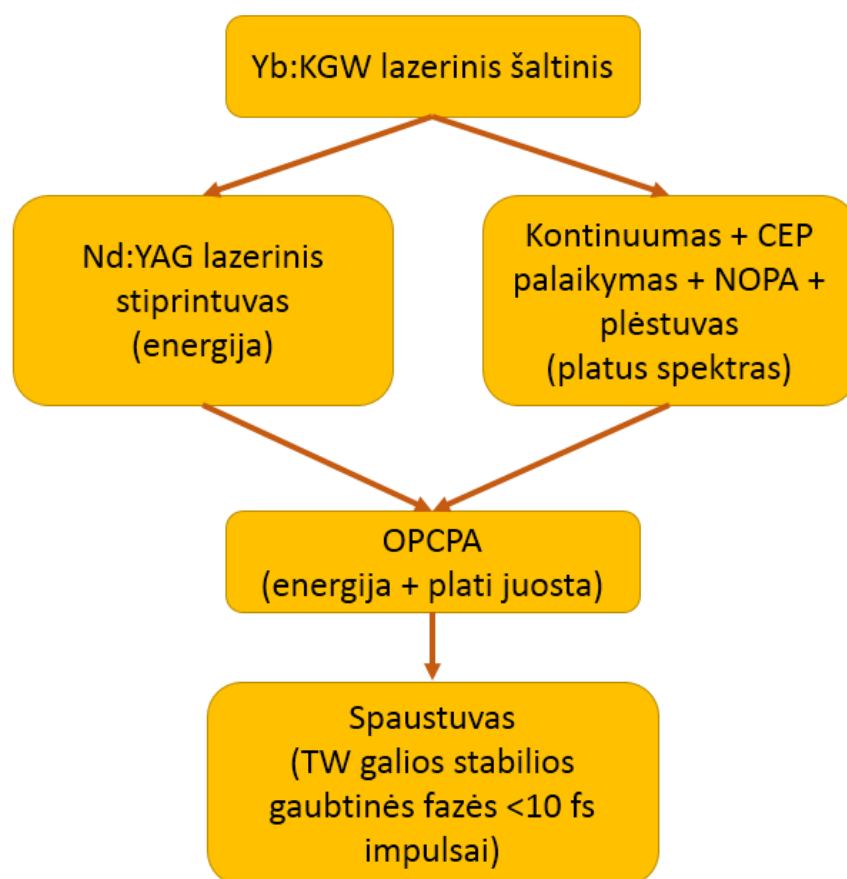 Yb:KGW lazerinis šaltinis
Nd:YAG lazerinis
stiprintuvas
(energija)
Kontinuumas + CEP
palaikymas + NOPA +
plėstuvas
(platus spektras)
OPCPA
(energija + plati juosta)
Spaustuvas
(TW galios stabilios
gaubtinės fazės <10 fs
impulsai)